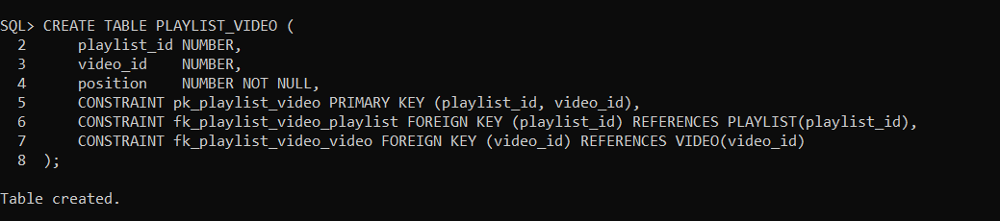 SQL> CREATE TABLE PLAYLIST_VIDEO (
  2      playlist_id NUMBER,
  3      video_id    NUMBER,
  4      position    NUMBER NOT NULL,
  5      CONSTRAINT pk_playlist_video PRIMARY KEY (playlist_id, video_id),
  6      CONSTRAINT fk_playlist_video_playlist FOREIGN KEY (playlist_id) REFERENCES PLAYLIST(playlist_id),
  7      CONSTRAINT fk_playlist_video_video FOREIGN KEY (video_id) REFERENCES VIDEO(video_id)
  8  );
Table created.